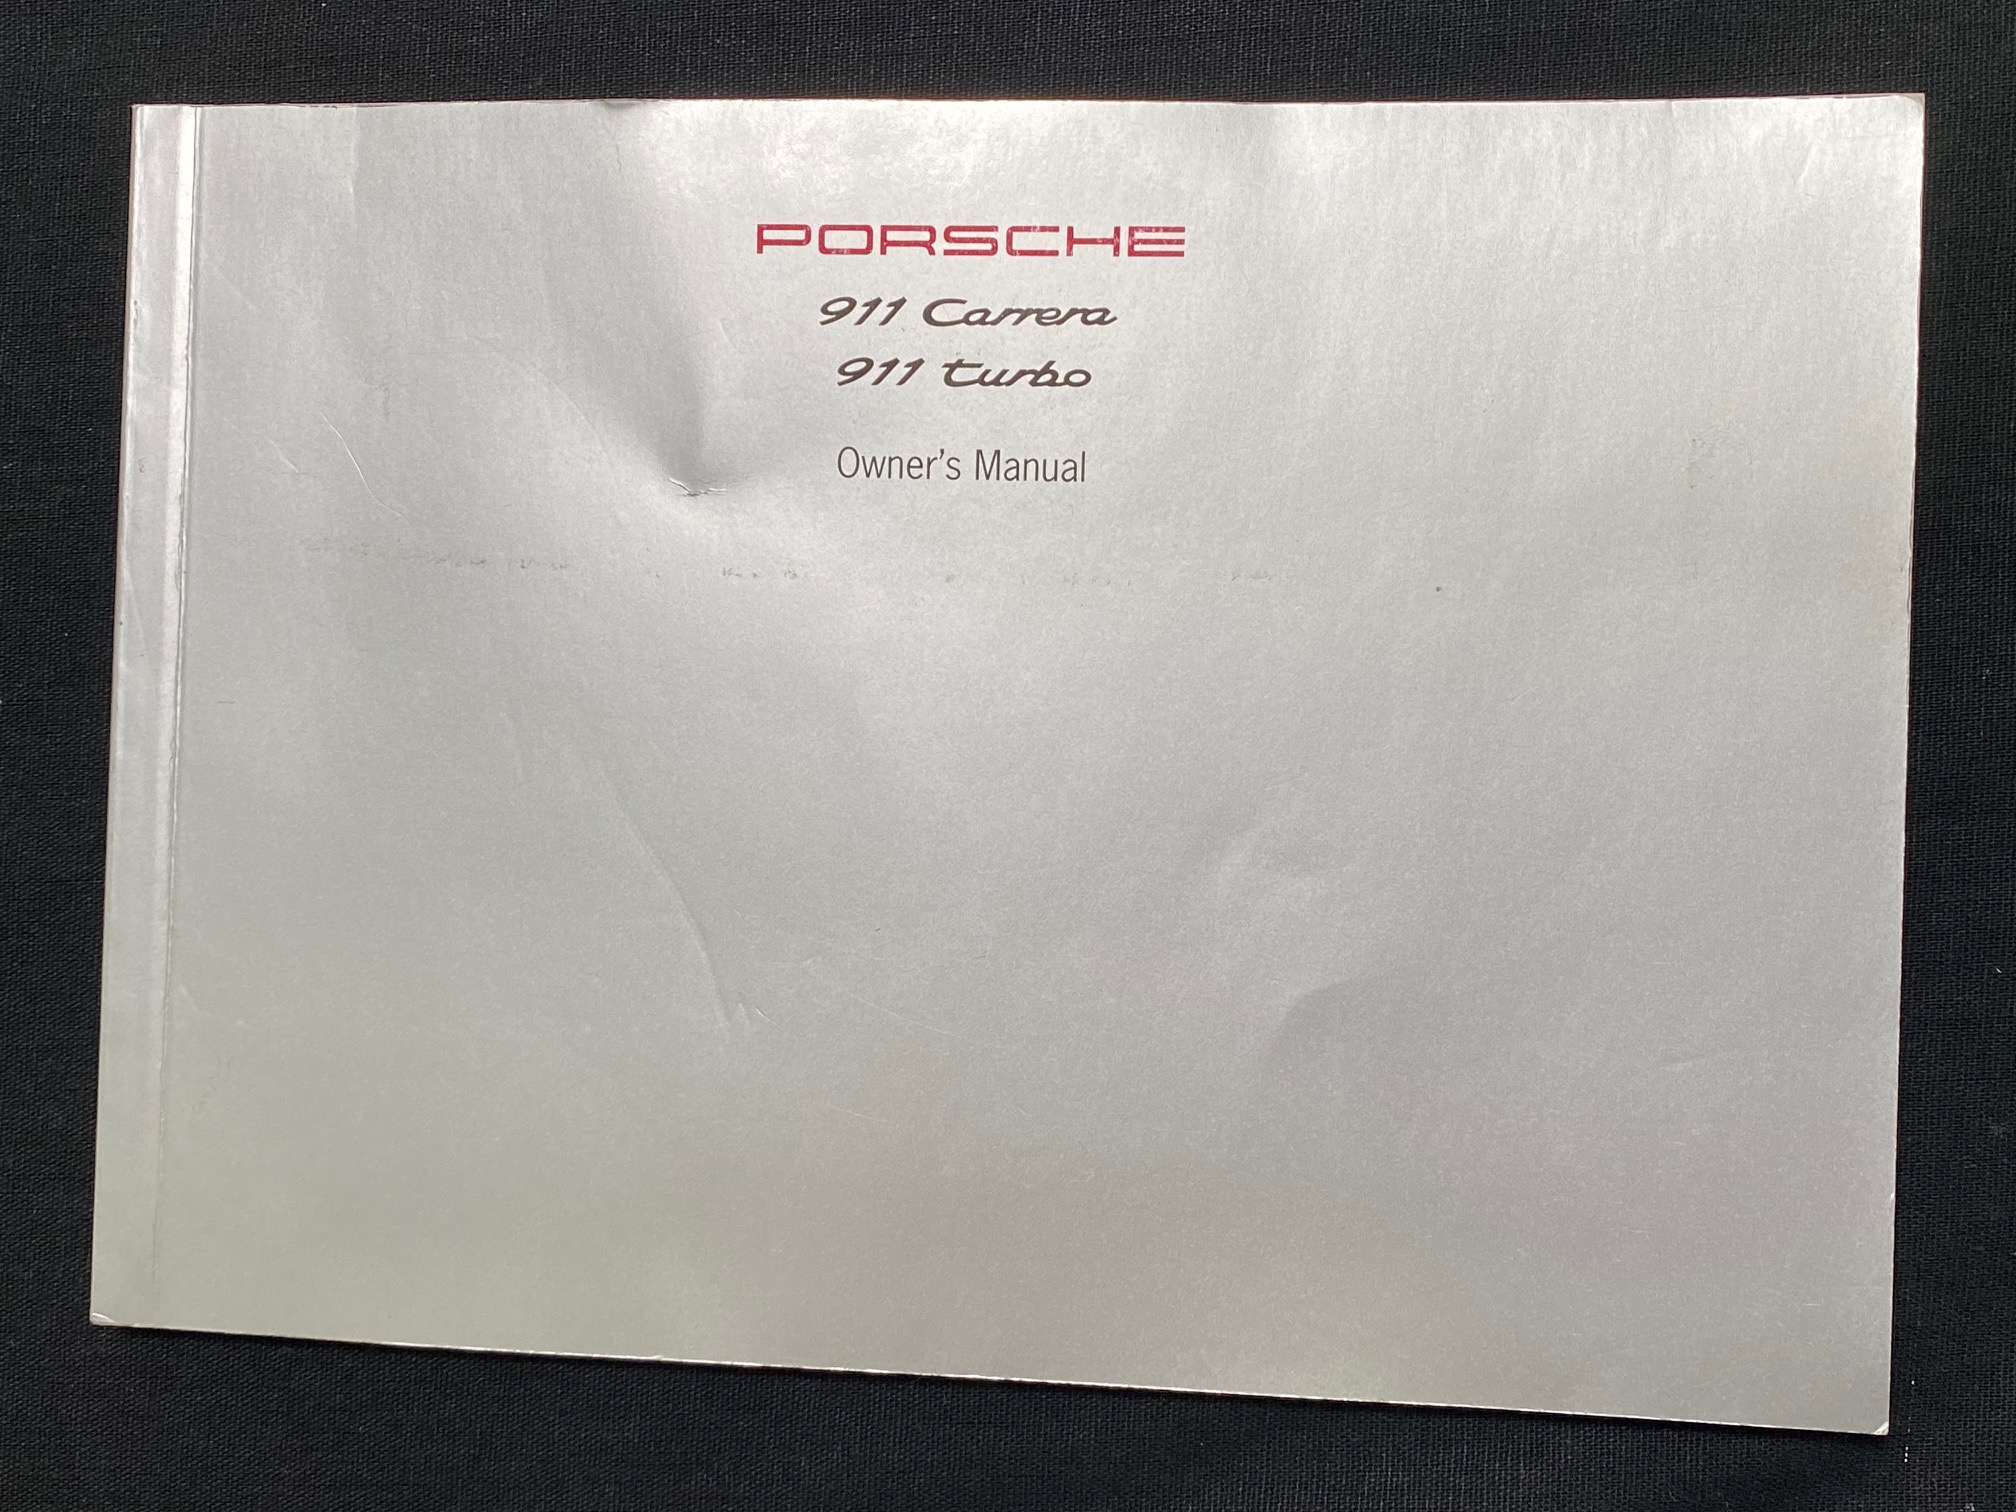 PORSCHE
911 Carrera
911 turbo
Owner's Manual